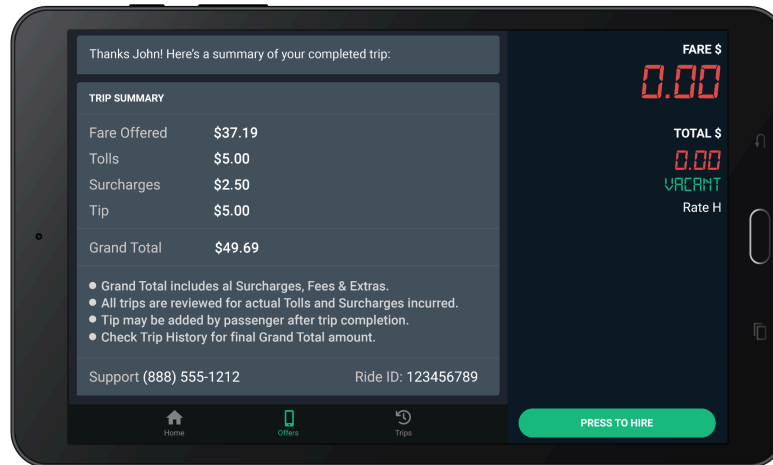 Thanks John! Here's a summary of your completed trip:
TRIP SUMMARY
Fare Offered $37.19
Tolls $5.00
Surcharges $2.50
Tip $5.00
Grand Total $49.69
Grand Total includes al Surcharges, Fees & Extras.
All trips are reviewed for actual Tolls and Surcharges incurred.
Tip may be added by passenger after trip completion.
Check Trip History for final Grand Total amount.
Support (888) 555-1212 Ride ID: 123456789
Home Offers Trips
FARE $
0.00
TOTAL $
0.00
VACANT
Rate H
PRESS TO HIRE